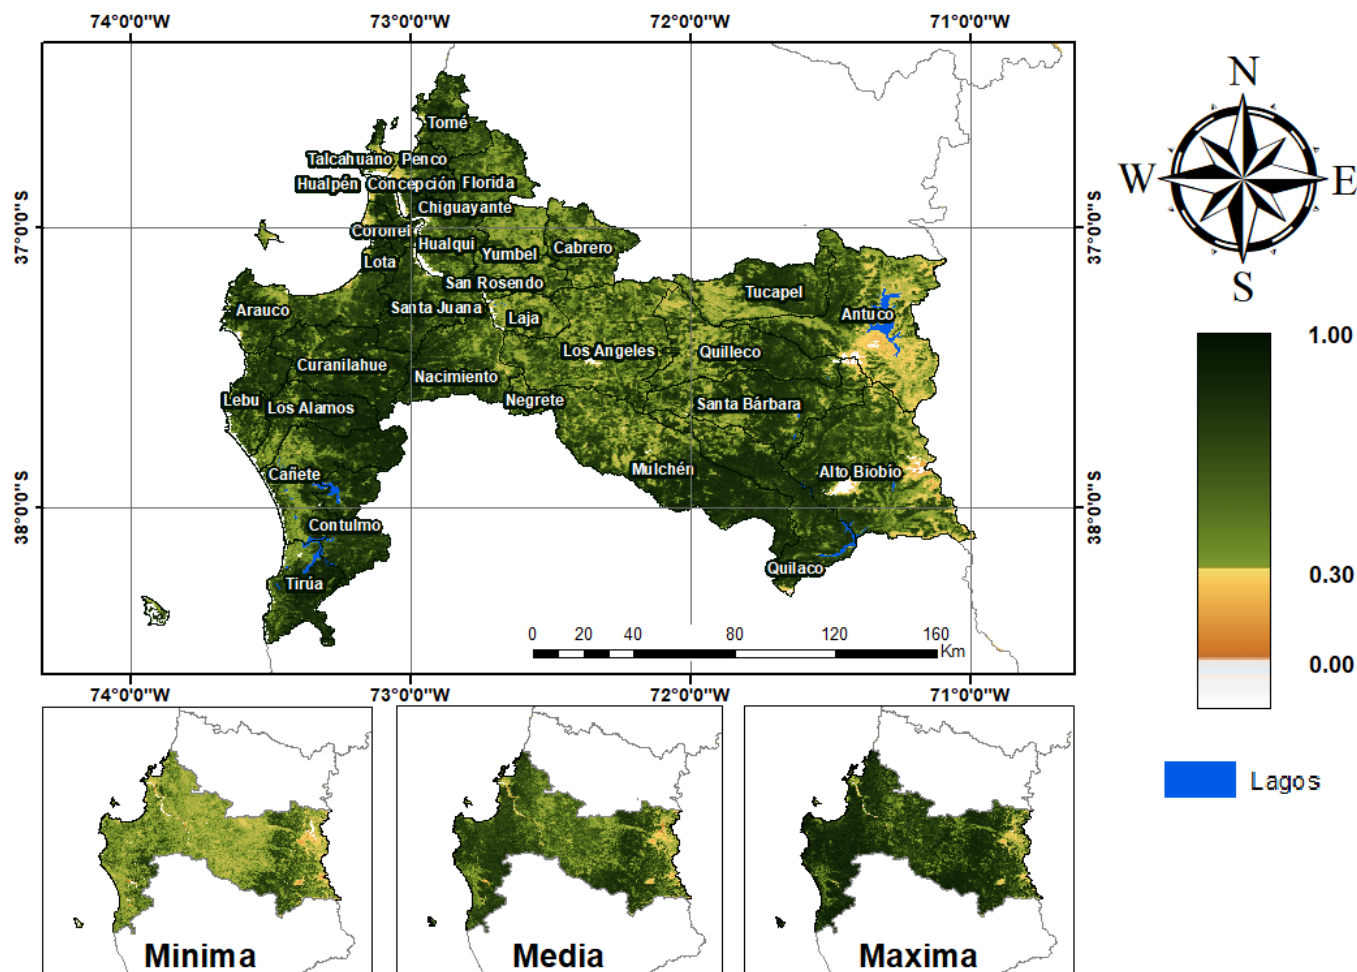 74°0'0"W 73°0'0"W 72°0'0"W 71°0'0"W
N
W E
S
37°0'0"S
37°0'0"S
38°0'0"S
38°0'0"S
Tomé
Talcahuano Penco
Hualpén Concepción Florida
Chiguayante
Coronel
Hualqui
Yumbel Cabrero
Lota
San Rosendo
Tucapel
Arauco
Santa Juana
Laja
Antuco
Los Angeles Quilleco
Curanilahue
Nacimiento
Lebu Los Alamos
Negrete
Santa Bárbara
Cañete
Mulchén
Alto Biobio
Contulmo
Quilaco
Tirúa
0 20 40 80 120 160
Km
74°0'0"W 73°0'0"W 72°0'0"W 71°0'0"W
1.00
0.30
0.00
Lagos
Minima
Media
Maxima